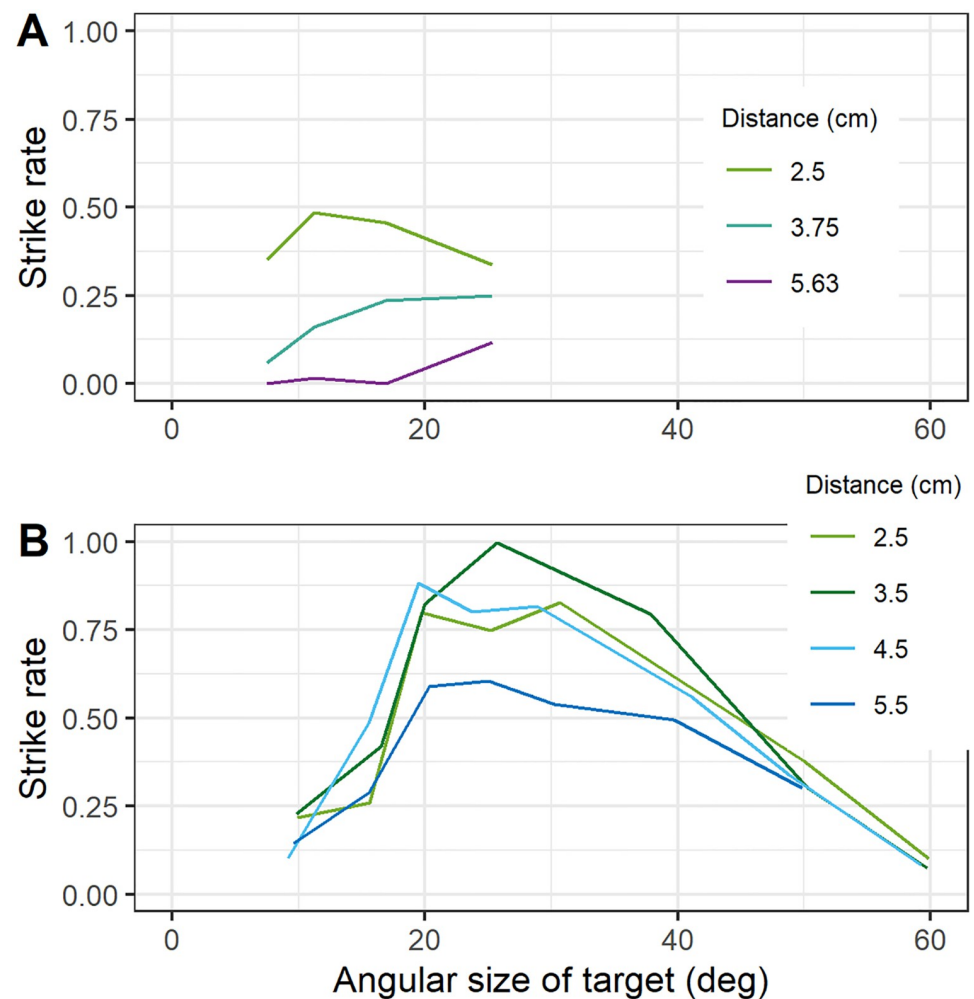 A
1.00
0.75
0.50
0.25
0.00
Strike rate
Distance (cm)
2.5
3.75
5.63
0 20 40 60
Distance (cm)
2.5
3.5
4.5
5.5
B
1.00
0.75
0.50
0.25
0.00
Strike rate
0 20 40 60
Angular size of target (deg)